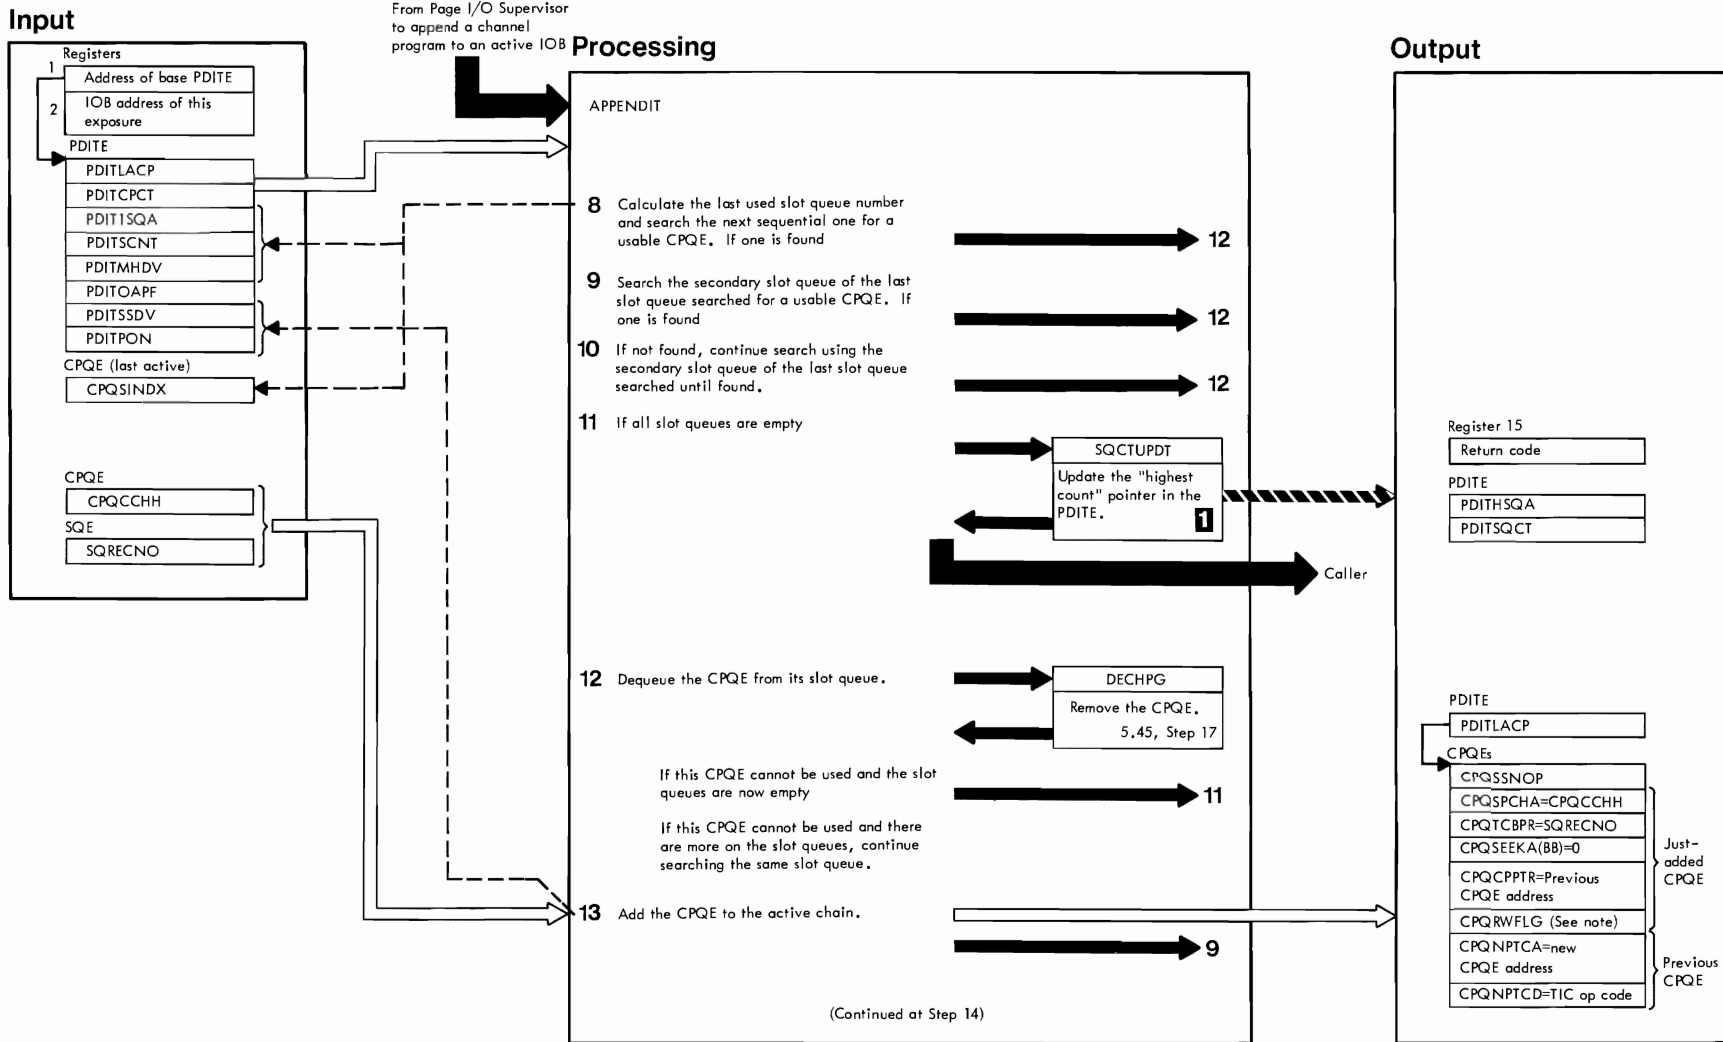 From Page I/O Supervisor
to append a channel
program to an active IOB
Input
Processing
Output
Registers
1
Address of base PDITE
2
IOB address of this
exposure
PDITE
PDITLACP
PDITCPCT
PDIT1SQA
PDITSCNT
PDITMHDV
PDITOAPF
PDITSSDV
PDITPON
CPQE (last active)
CPQSINDX
CPQE
CPQCCHH
SQE
SQRECNO
APPENDIT
8 Calculate the last used slot queue number
and search the next sequential one for a
usable CPQE. If one is found
12
9 Search the secondary slot queue of the last
slot queue searched for a usable CPQE. If
one is found
12
10 If not found, continue search using the
secondary slot queue of the last slot queue
searched until found.
12
11 If all slot queues are empty
SQCTUPDT
Update the "highest
count" pointer in the
PDITE.
1
Caller
12 Dequeue the CPQE from its slot queue.
DECHPG
Remove the CPQE.
5.45, Step 17
If this CPQE cannot be used and the slot
queues are now empty
11
If this CPQE cannot be used and there
are more on the slot queues, continue
searching the same slot queue.
13 Add the CPQE to the active chain.
9
(Continued at Step 14)
Register 15
Return code
PDITE
PDITHSQA
PDITSQCT
PDITE
PDITLACP
CPQEs
CPQSSNOP
CPQSPCHA=CPQCCHH
CPQTCBPR=SQRECNO
CPQSEEKA(BB)=0
CPQCPPTR=Previous
CPQE address
CPQRWFLG (See note)
Just-
added
CPQE
CPQNPTCA=new
CPQE address
CPQNPTCD=TIC op code
Previous
CPQE